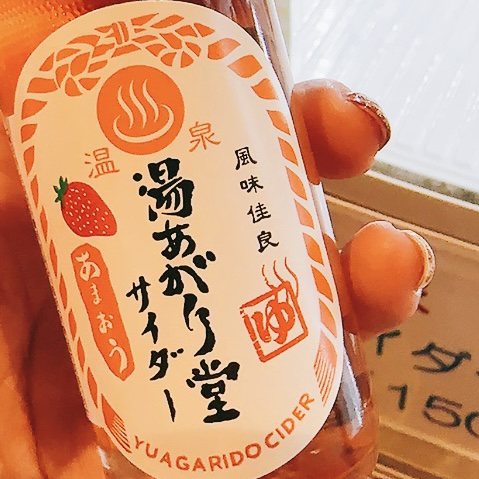 温泉
風味佳良
湯あがり堂
サイダー
あまおう
ゆ
YUAGARIDO CIDER
イダ
150